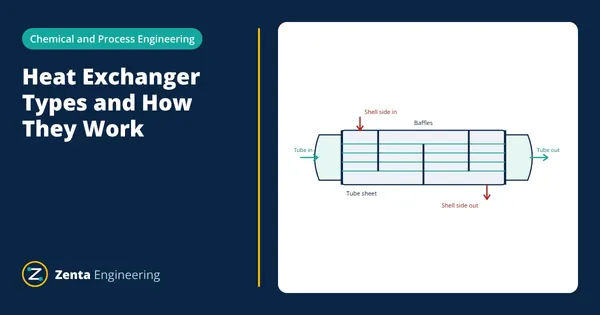 Chemical and Process Engineering
Heat Exchanger
Types and How
They Work
Shell side in
Baffles
Tube in
Tube out
Tube sheet
Shell side out
Z
Zenta Engineering